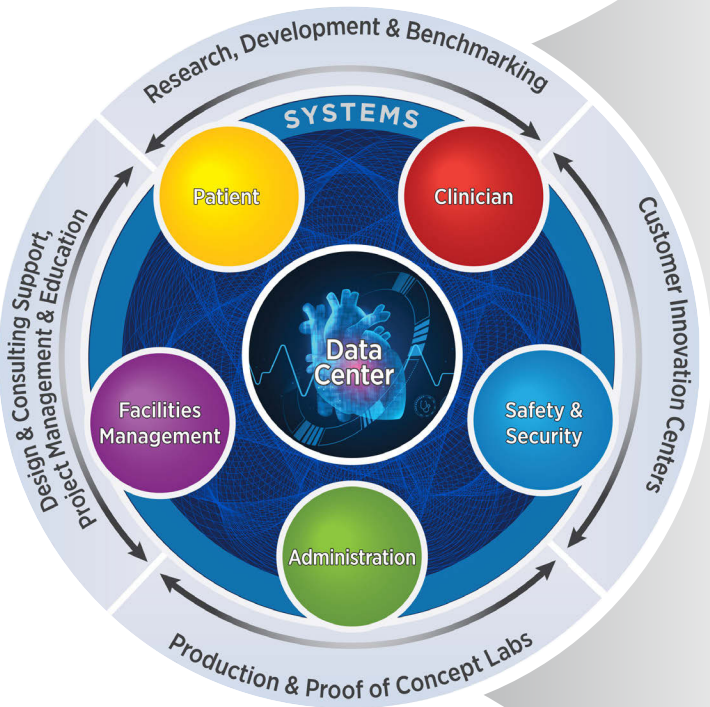 Research, Development & Benchmarking
SYSTEMS
Patient
Clinician
Customer Innovation Centers
Design & Consulting Support,
Project Management & Education
Data
Center
Facilities
Management
Safety &
Security
Administration
Production & Proof of Concept Labs